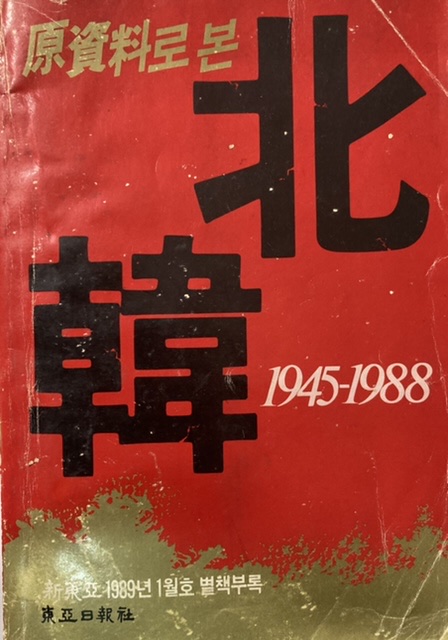 原資料로 본
北
韓
1945-1988
新東亞 1989년 1월호 별책부록
東亞日報社